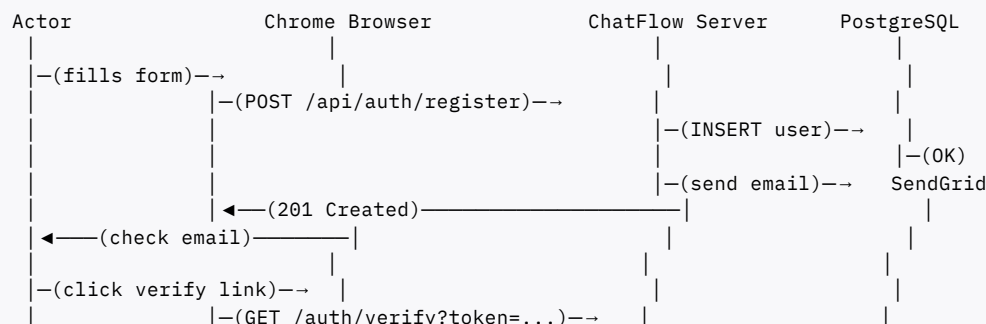 Actor Chrome Browser ChatFlow Server PostgreSQL
(fills form)
(POST /api/auth/register)
(INSERT user)
(OK)
(send email) SendGrid
(201 Created)
(check email)
(click verify link)
(GET /auth/verify?token=...)